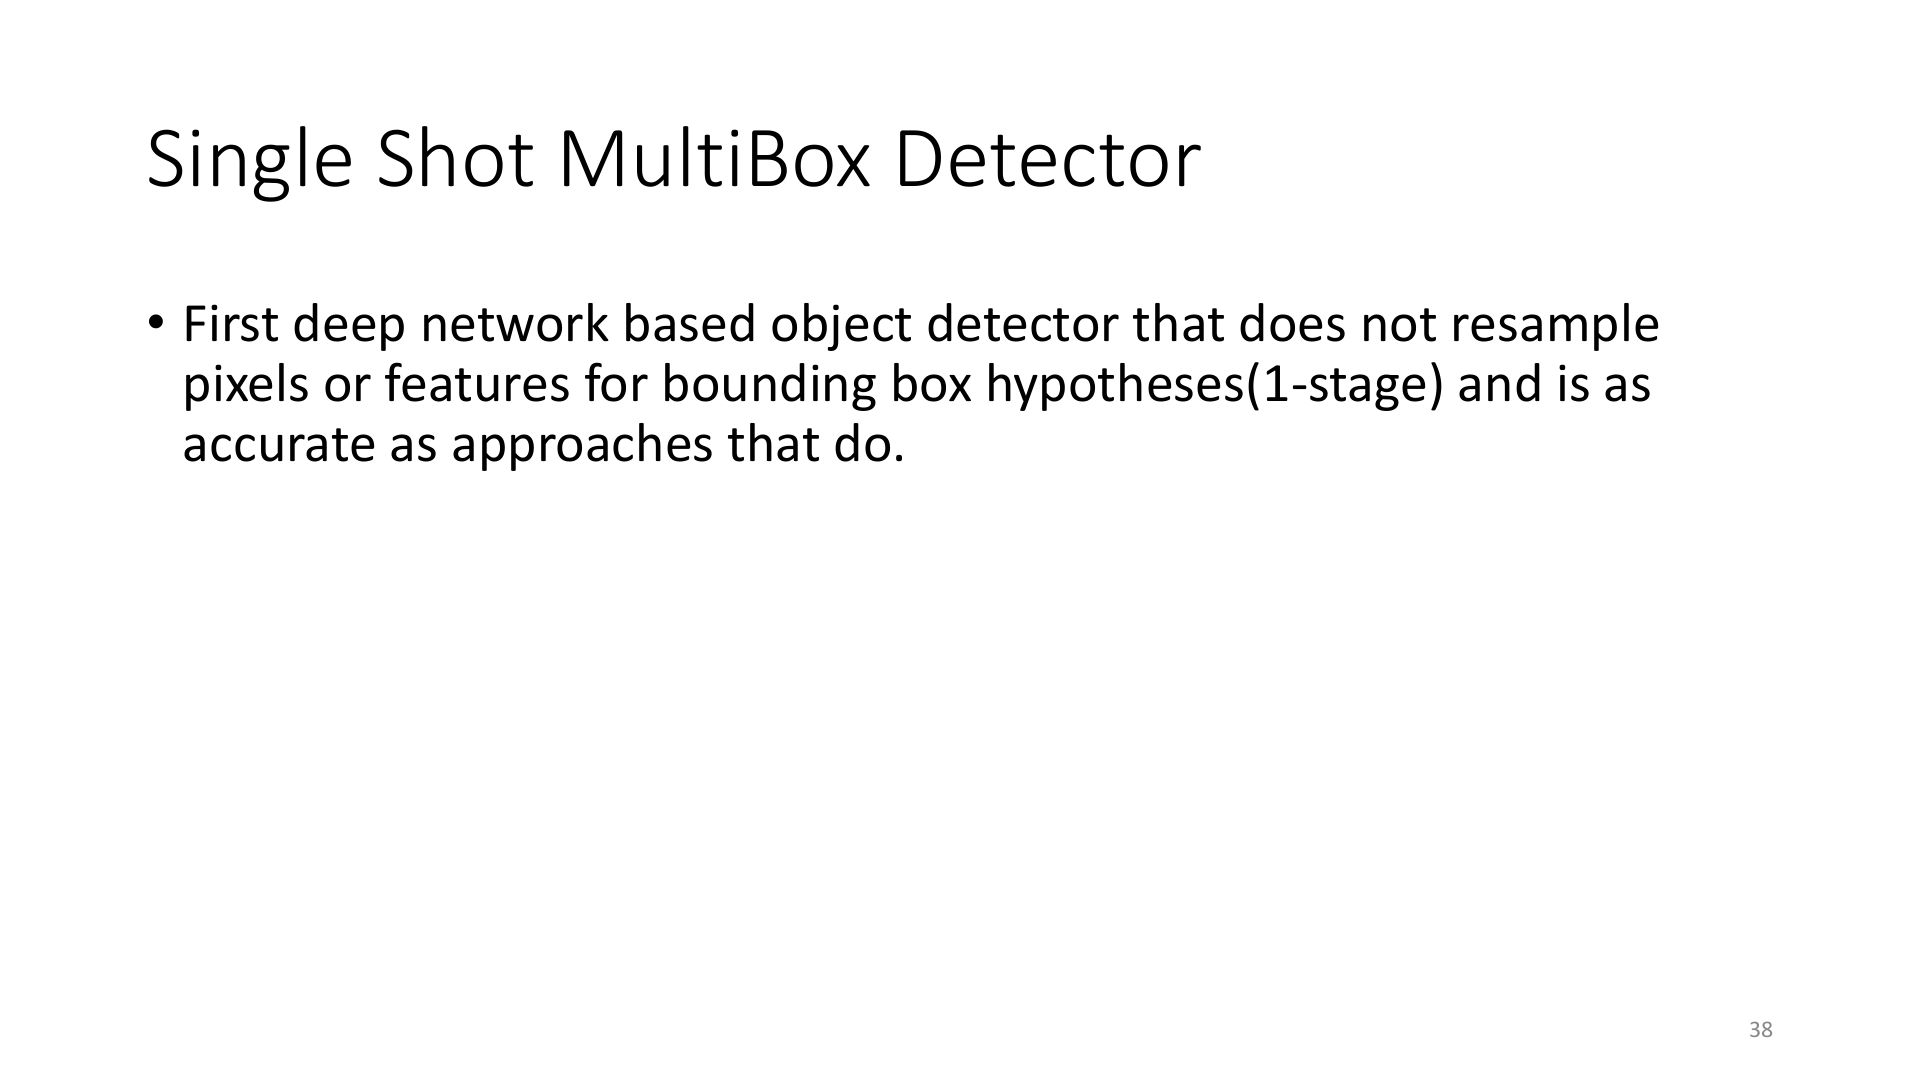 Single Shot MultiBox Detector
• First deep network based object detector that does not resample
pixels or features for bounding box hypotheses(1-stage) and is as
accurate as approaches that do.
38